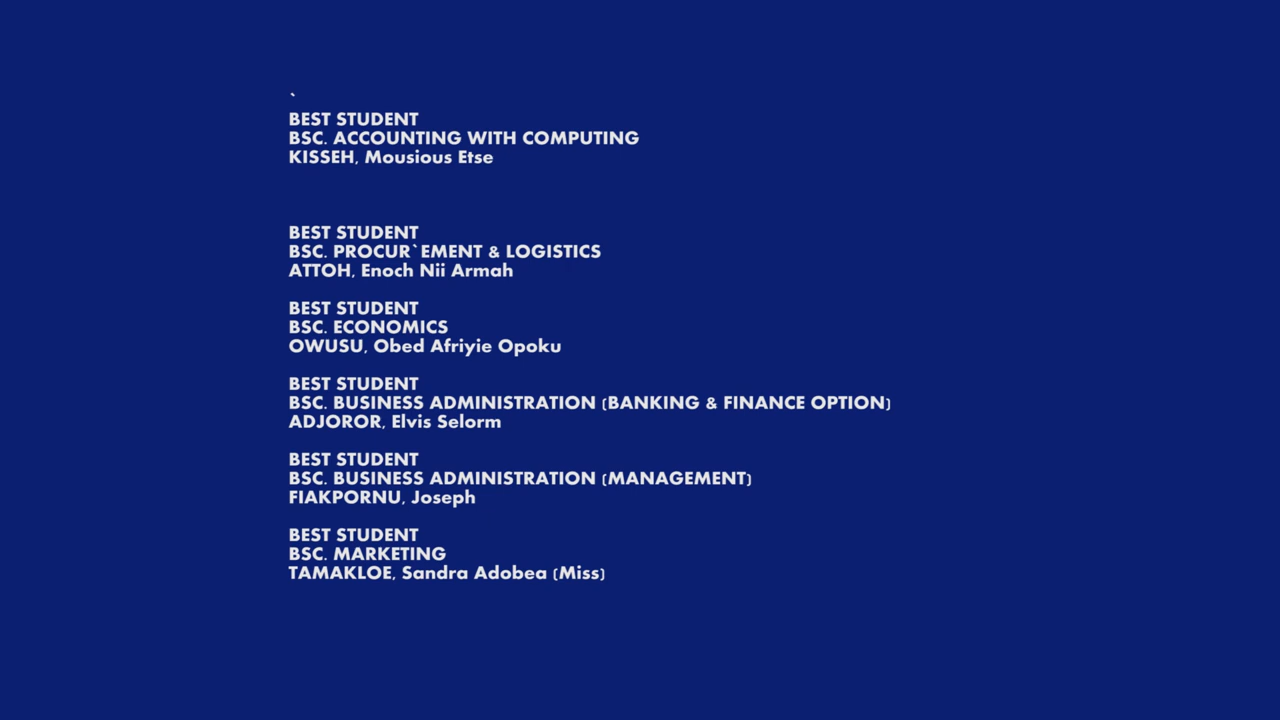 `
BEST STUDENT
BSC. ACCOUNTING WITH COMPUTING
KISSEH, Mousious Etse
BEST STUDENT
BSC. PROCUR`EMENT & LOGISTICS
ATTOH, Enoch Nii Armah
BEST STUDENT
BSC. ECONOMICS
OWUSU, Obed Afriyie Opoku
BEST STUDENT
BSC. BUSINESS ADMINISTRATION (BANKING & FINANCE OPTION)
ADJOROR, Elvis Selorm
BEST STUDENT
BSC. BUSINESS ADMINISTRATION (MANAGEMENT)
FIAKPORNU, Joseph
BEST STUDENT
BSC. MARKETING
TAMAKLOE, Sandra Adobea (Miss)